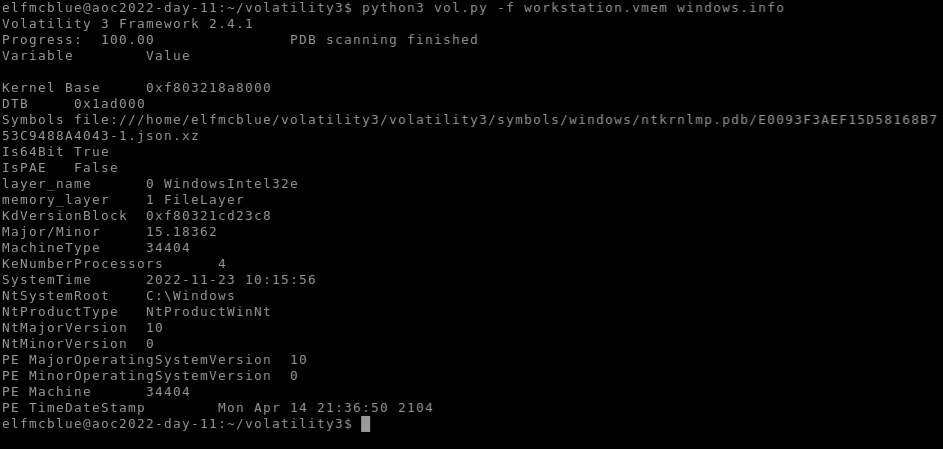 elfmcblue@aoc2022-day-11:~/volatility3$ python3 vol.py -f workstation.vmem windows.info
Volatility 3 Framework 2.4.1
Progress:  100.00               PDB scanning finished
Variable        Value

Kernel Base     0xf803218a8000
DTB     0x1ad000
Symbols file:///home/elfmcblue/volatility3/volatility3/symbols/windows/ntkrnlmp.pdb/E0093F3AEF15D58168B7
53C9488A4043-1.json.xz
Is64Bit True
IsPAE   False
layer_name      0 WindowsIntel32e
memory_layer    1 FileLayer
KdVersionBlock  0xf80321cd23c8
Major/Minor     15.18362
MachineType     34404
KeNumberProcessors      4
SystemTime      2022-11-23 10:15:56
NtSystemRoot    C:\Windows
NtProductType   NtProductWinNt
NtMajorVersion  10
NtMinorVersion  0
PE MajorOperatingSystemVersion  10
PE MinorOperatingSystemVersion  0
PE Machine      34404
PE TimeDateStamp        Mon Apr 14 21:36:50 2104
elfmcblue@aoc2022-day-11:~/volatility3$